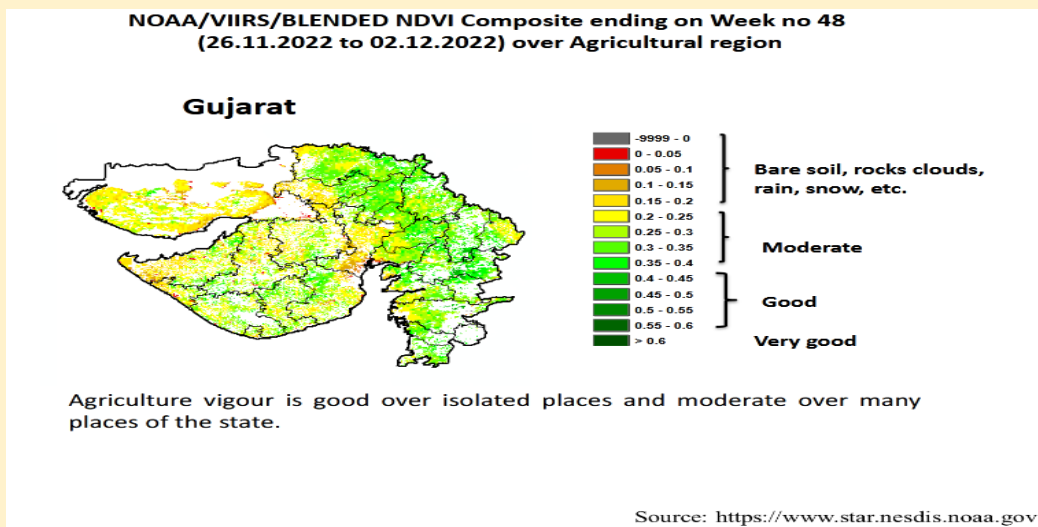 NOAA/VIIRS/BLENDED NDVI Composite ending on Week no 48
(26.11.2022 to 02.12.2022) over Agricultural region
Gujarat
-9999 - 0
0 - 0.05
0.05 - 0.1
0.1 - 0.15
0.15 - 0.2
0.2 - 0.25
0.25 - 0.3
0.3 - 0.35
0.35 - 0.4
0.4 - 0.45
0.45 - 0.5
0.5 - 0.55
0.55 - 0.6
> 0.6
Bare soil, rocks clouds,
rain, snow, etc.
Moderate
Good
Very good
Agriculture vigour is good over isolated places and moderate over many
places of the state.
Source: https://www.star.nesdis.noaa.gov